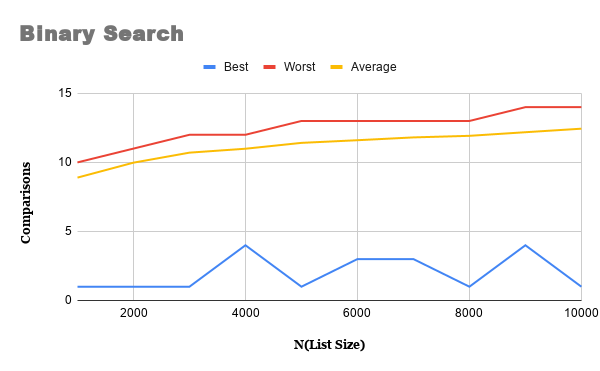 Binary Search
Best Worst Average
15
10
5
0
Comparisons
2000 4000 6000 8000 10000
N(List Size)